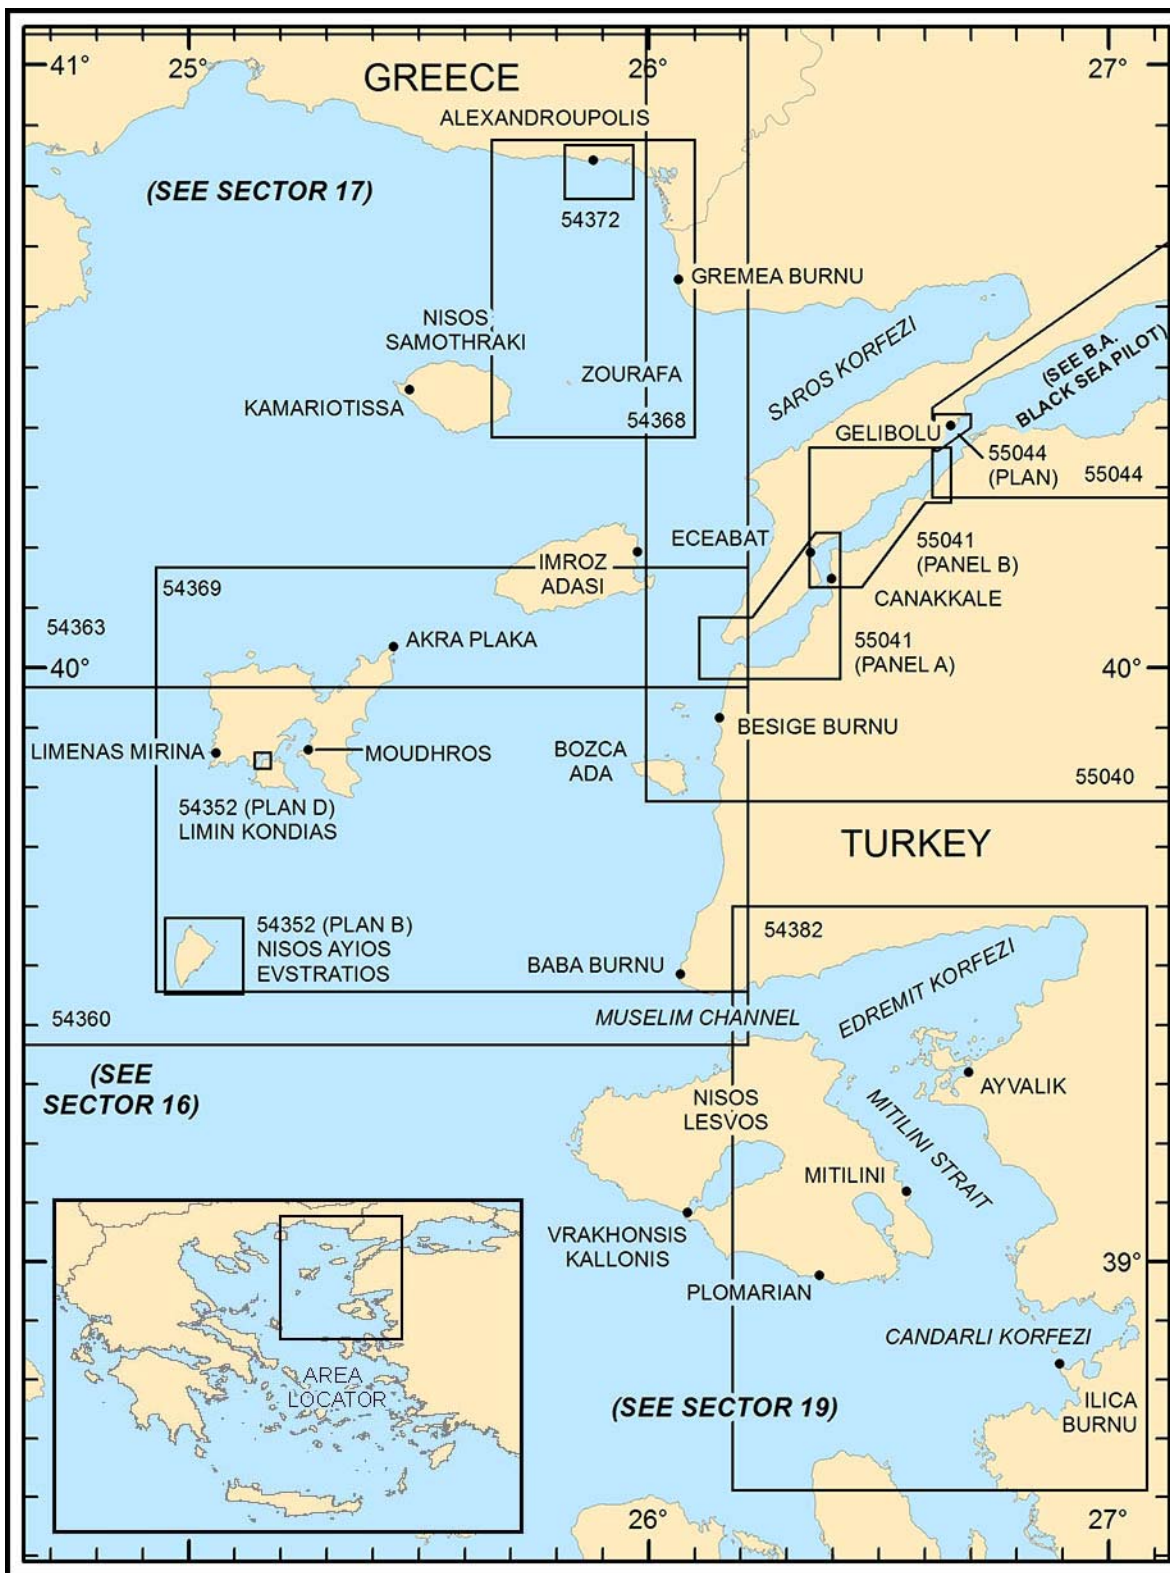 41°
25°
26°
27°
GREECE
ALEXANDROUPOLIS
(SEE SECTOR 17)
54372
GREMEA BURNU
NISOS
SAMOTHRAKI
ZOURAFA
SAROS KORFEZI
(SEE B.A.
BLACK SEA PILOT)
KAMARIOTISSA
54368
GELIBOLU
55044
(PLAN)
55044
ECEABAT
55041
(PANEL B)
IMROZ
ADASI
54369
CANAKKALE
54363
AKRA PLAKA
55041
(PANEL A)
40°
40°
BESIGE BURNU
LIMENAS MIRINA
MOUDHROS
BOZCA
ADA
55040
54352 (PLAN D)
LIMIN KONDIAS
TURKEY
54382
54352 (PLAN B)
NISOS AYIOS
EVSTRATIOS
BABA BURNU
EDREMIT KORFEZI
54360
MUSELIM CHANNEL
(SEE
SECTOR 16)
AYVALIK
NISOS
LESVOS
MITILINI STRAIT
MITILINI
VRAKHONSIS
KALLONIS
39°
PLOMARIAN
CANDARLI KORFEZI
AREA
LOCATOR
(SEE SECTOR 19)
ILICA
BURNU
26°
27°